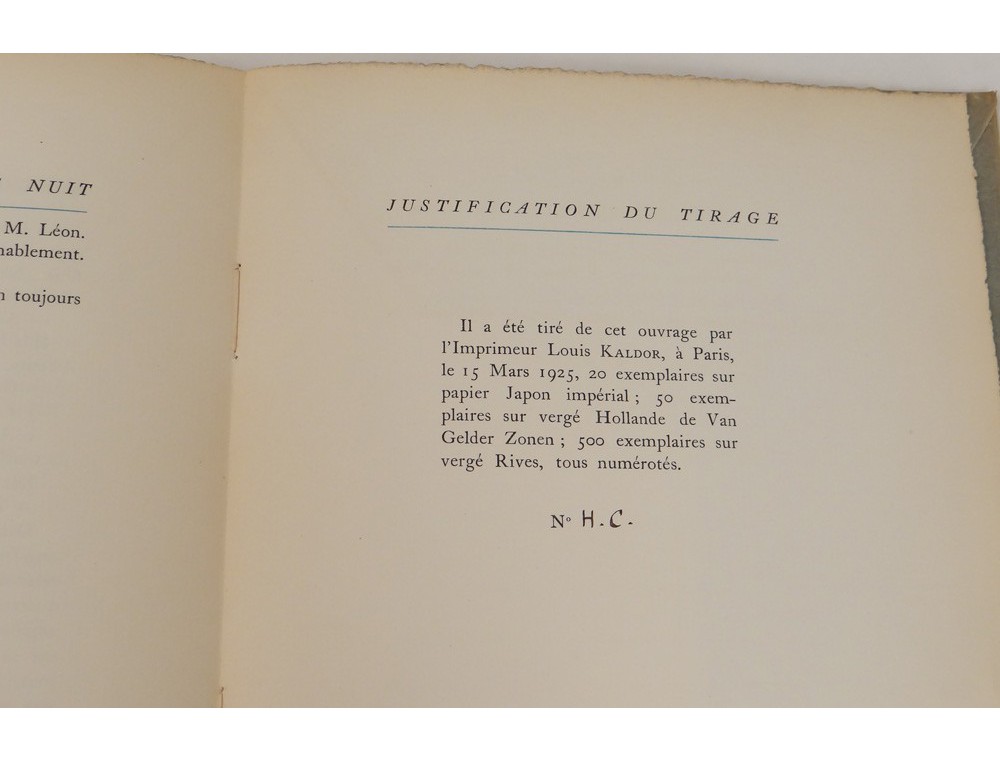 NUIT
M. Léon.
toujours
JUSTIFICATION DU TIRAGE
Il a été tiré de cet ouvrage par
l'Imprimeur Louis KALDOR, à Paris,
le 15 Mars 1925, 20 exemplaires sur
papier Japon impérial ; 50 exem-
plaires sur vergé Hollande de Van
Gelder Zonen ; 500 exemplaires sur
vergé Rives, tous numérotés.
N° H.C.